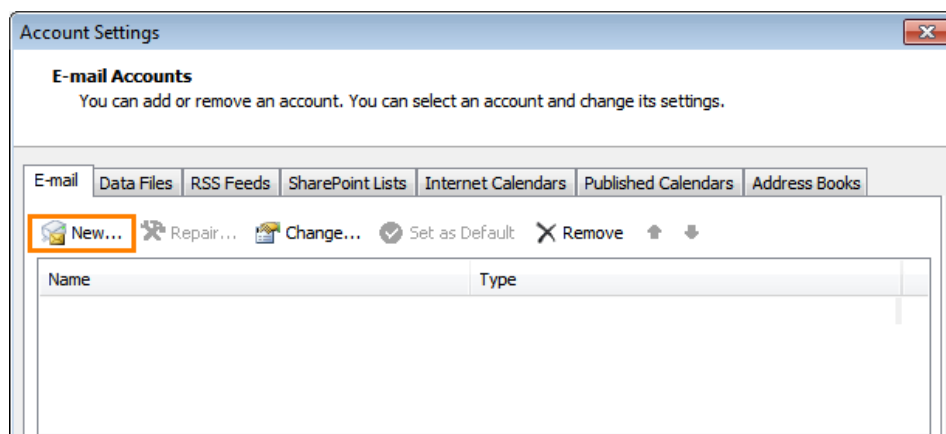 Account Settings
E-mail Accounts
You can add or remove an account. You can select an account and change its settings.
E-mail Data Files RSS Feeds SharePoint Lists Internet Calendars Published Calendars Address Books
New... Repair... Change... Set as Default Remove
Name Type